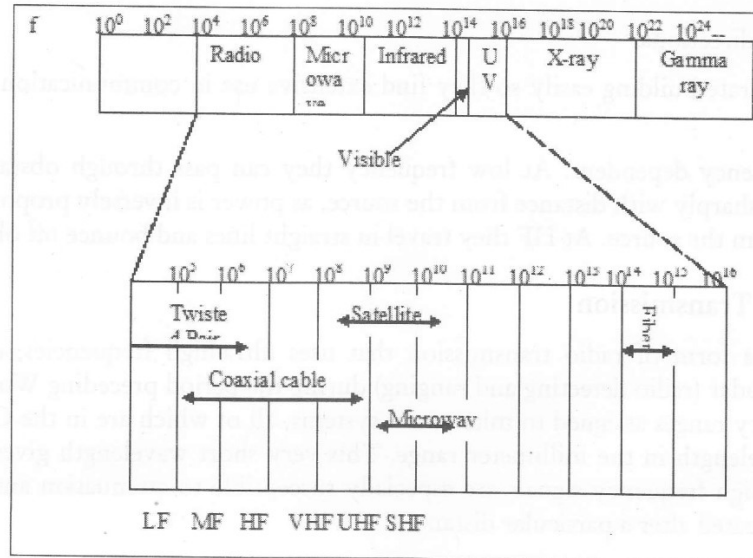 f 10⁰ 10² 10⁴ 10⁶ 10⁸ 10¹⁰ 10¹² 10¹⁴ 10¹⁶ 10¹⁸ 10²⁰ 10²² 10²⁴--
Radio Micr Infrared U X-ray Gamma
owa V ray
Visible
10⁵ 10⁶ 10⁷ 10⁸ 10⁹ 10¹⁰ 10¹¹ 10¹² 10¹³ 10¹⁴ 10¹⁵ 10¹⁶
Twiste Satellite Fiber
d Pair
Coaxial cable
Microwav
LF MF HF VHF UHF SHF